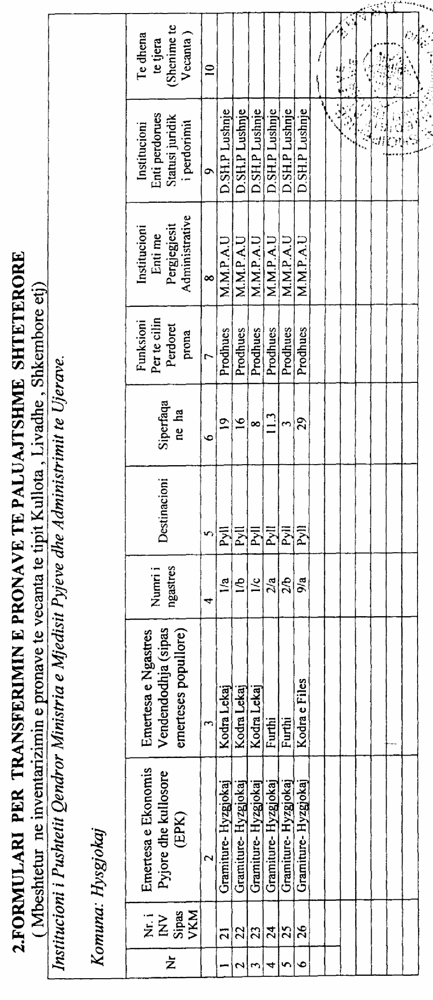 2.FORMULARI PER TRANSFERIMIN E PRONAVE TE PALUAJTSHME SHTETERORE
( Mbeshtetur ne inventarizimin e pronave te vecanta te tipit Kullota , Livadhe , Shkembore etj)
Institucioni i Pushtetit Qendror Ministria e Mjedisit Pyjeve dhe Administrimit te Ujerave.
Komuna: Hysgjokaj
Nr
Nr. i
INV
Sipas
VKM
Emertesa e Ekonomis
Pyjore dhe kullosore
(EPK)
Emertesa e Ngastres
Vendendodhja (sipas
emerteses popullore)
Numri i
ngastres
Destinacioni
Siperfaqa
ne ha
Funksioni
Per te cilin
Perdoret
prona
Institucioni
Enti me
Pergjegjesit
Administrative
Institucioni
Enti perdorues
Statusi juridik
i perdorimit
Te dhena
te tjera
(Shenime te
Vecanta )
2 3 4 5 6 7 8 9 10
1 21 Gramiture- Hyzgjokaj Kodra Lekaj 1/a Pyll 19 Prodhues M.M.P.A.U D.SH.P Lushnje
2 22 Gramiture- Hyzgjokaj Kodra Lekaj 1/b Pyll 16 Prodhues M.M.P.A.U D.SH.P Lushnje
3 23 Gramiture- Hyzgjokaj Kodra Lekaj 1/c Pyll 8 Prodhues M.M.P.A.U D.SH.P Lushnje
4 24 Gramiture- Hyzgjokaj Furthi 2/a Pyll 11.3 Prodhues M.M.P.A.U D.SH.P Lushnje
5 25 Gramiture- Hyzgjokaj Furthi 2/b Pyll 3 Prodhues M.M.P.A.U D.SH.P Lushnje
6 26 Gramiture- Hyzgjokaj Kodra e Files 9/a Pyll 29 Prodhues M.M.P.A.U D.SH.P Lushnje